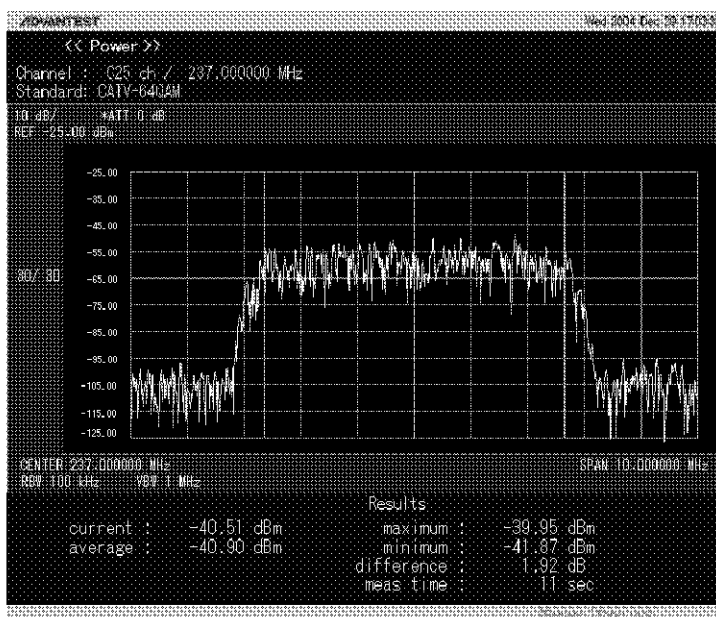 ADVANTEST Wed 2004 Dec 29 17:03:3
<< Power >>
Channel : C25 ch / 237.000000 MHz
Standard: CATV-64QAM
10 dB/ *ATT 0 dB
REF -25.00 dBm
-25.00
-35.00
-45.00
-55.00
30/ 30 -65.00
-75.00
-85.00
-95.00
-105.00
-115.00
-125.00
CENTER 237.000000 MHz SPAN 10.000000 MHz
RBW 100 kHz VBW 1 MHz
Results
current : -40.51 dBm maximum : -39.95 dBm
average : -40.90 dBm minimum : -41.87 dBm
difference : 1.92 dB
meas time : 11 sec